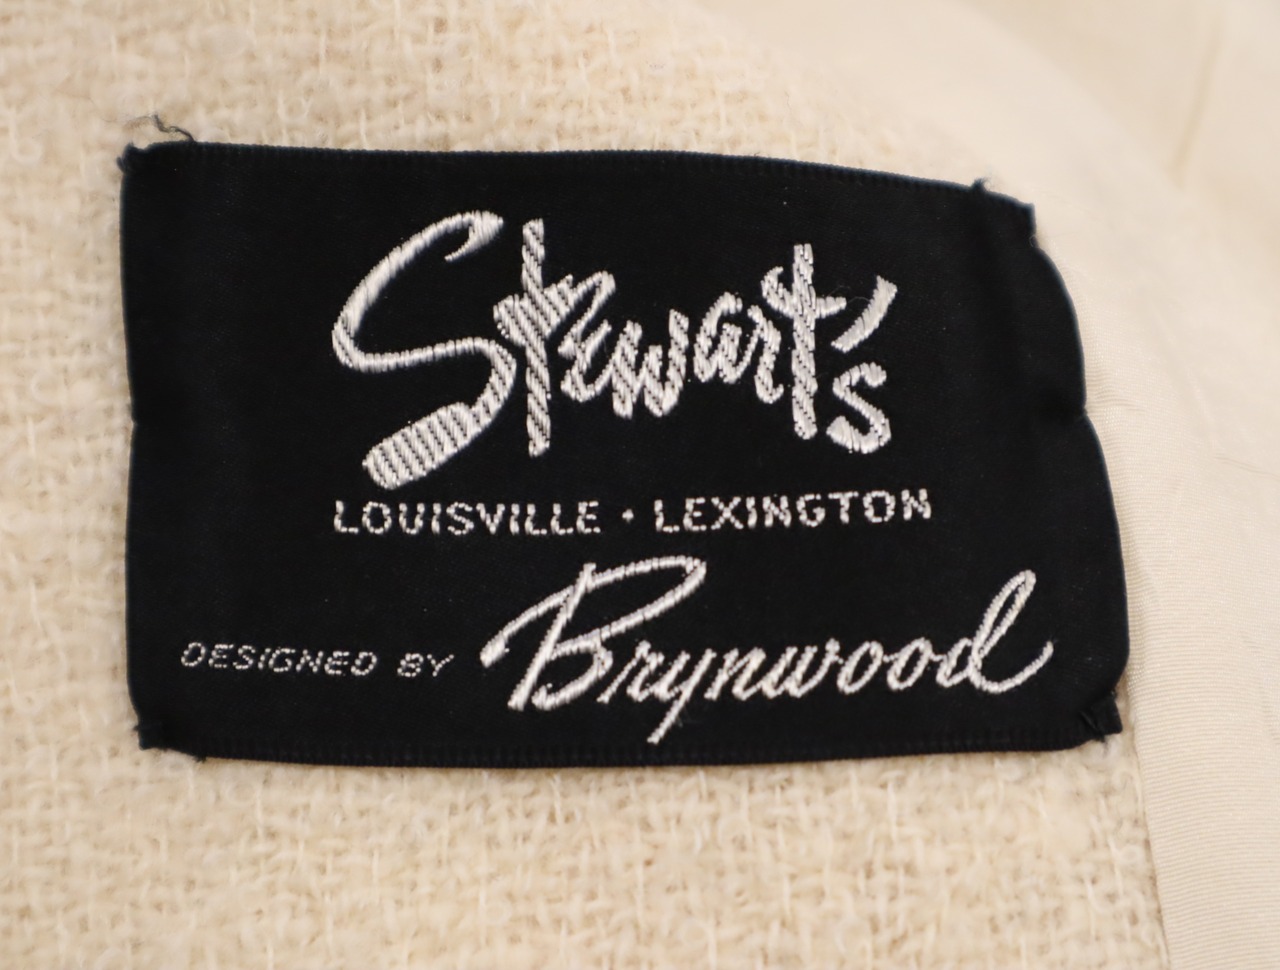 Stewart's
LOUISVILLE • LEXINGTON
DESIGNED BY Brynwood